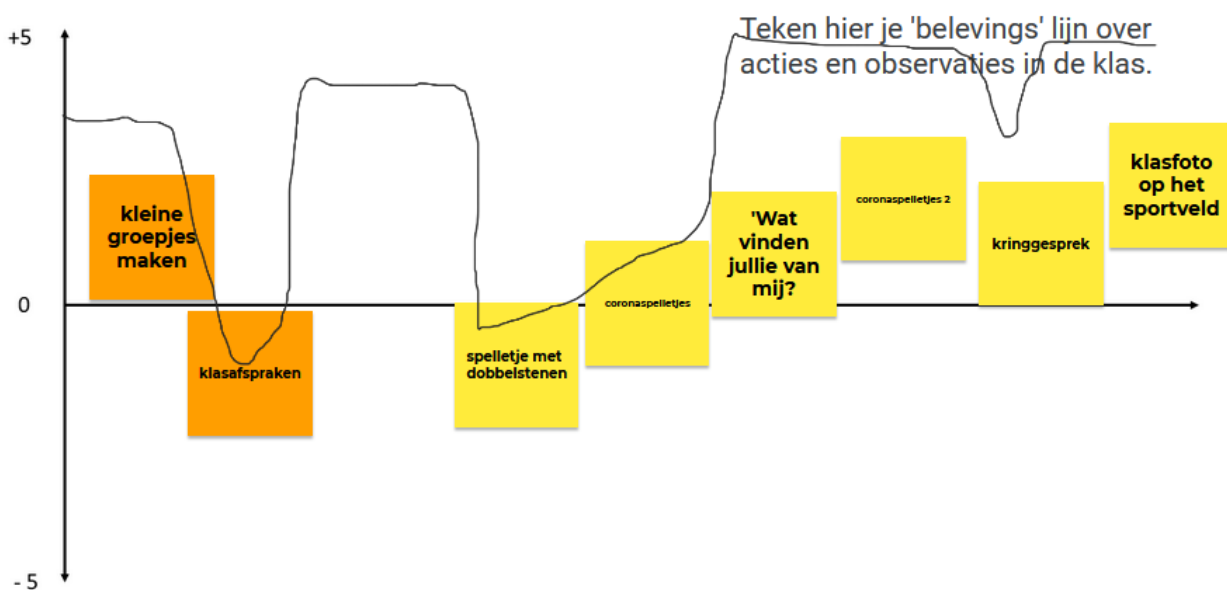 +5
Teken hier je 'belevings' lijn over
acties en observaties in de klas.
kleine
groepjes
maken
klasafspraken
spelletje met
dobbelstenen
coronaspelletjes
'Wat
vinden
jullie van
mij?
coronaspelletjes 2
kringgesprek
klasfoto
op het
sportveld
0
- 5